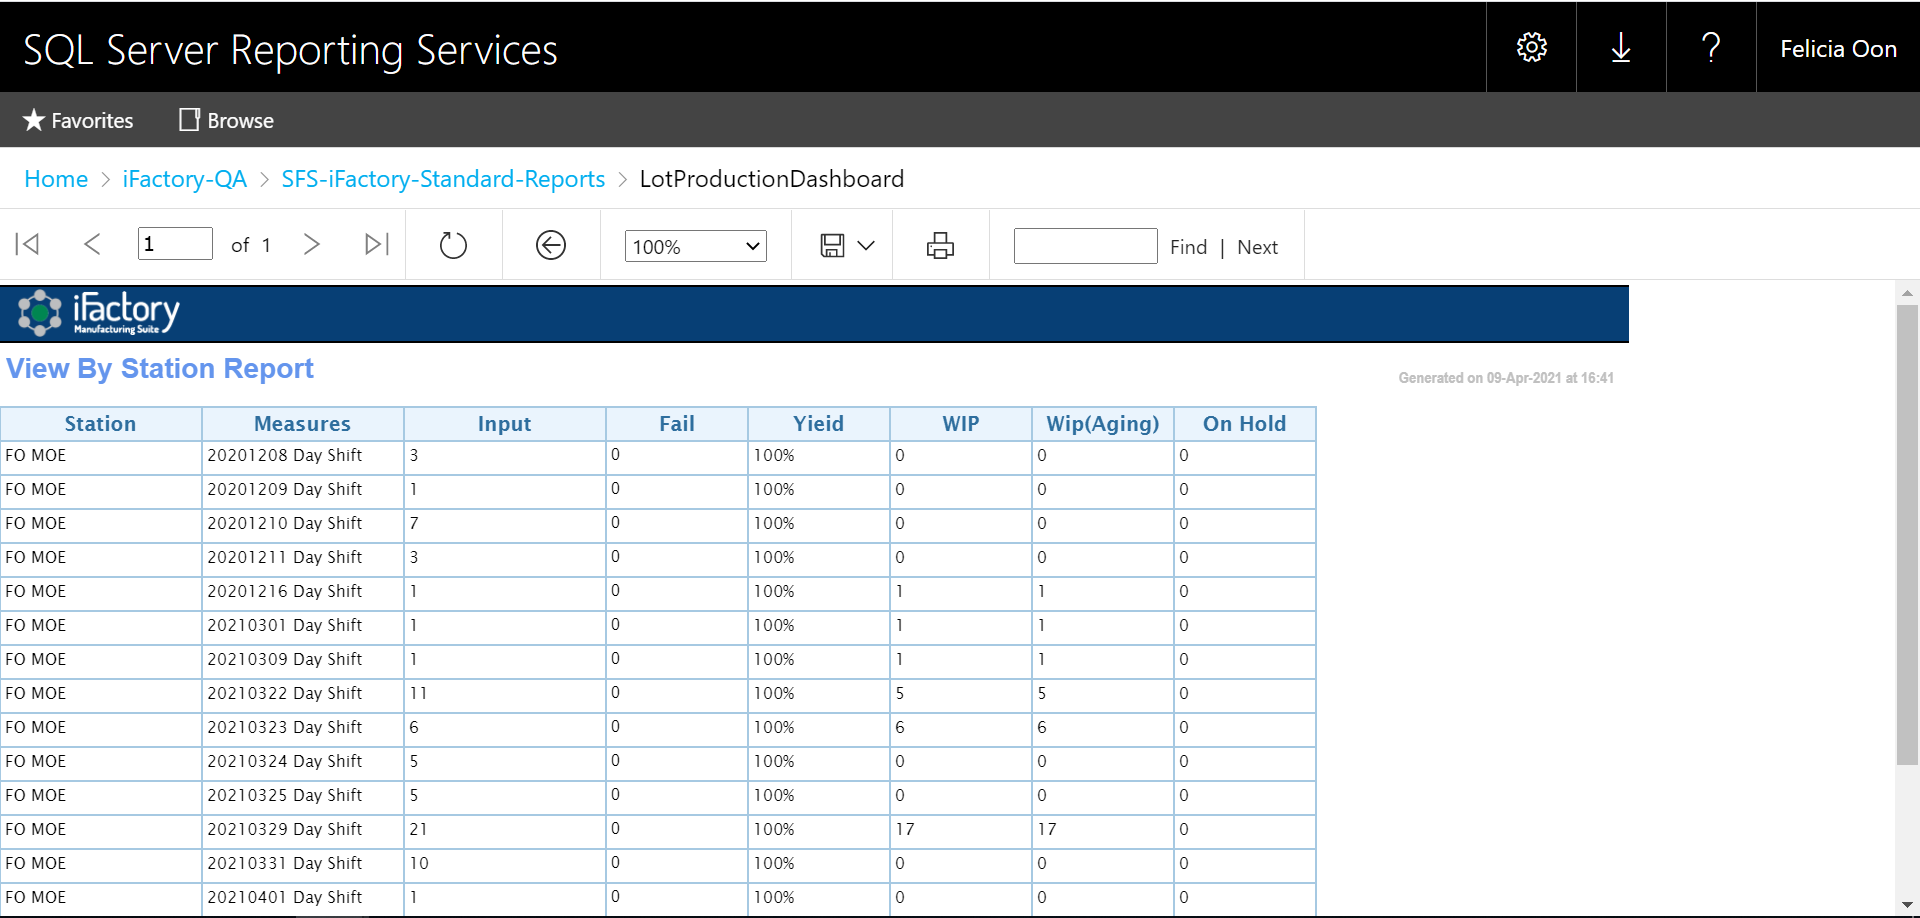 SQL Server Reporting Services
?
Felicia Oon
Favorites Browse
Home > iFactory-QA > SFS-iFactory-Standard-Reports > LotProductionDashboard
1 of 1 100% Find | Next
iFactory
Manufacturing Suite
View By Station Report
Generated on 09-Apr-2021 at 16:41
Station Measures Input Fail Yieid WIP Wip(Aging) On Hold
FO MOE 20201208 Day Shift 3 0 100% 0 0 0
FO MOE 20201209 Day Shift 1 0 100% 0 0 0
FO MOE 20201210 Day Shift 7 0 100% 0 0 0
FO MOE 20201211 Day Shift 3 0 100% 0 0 0
FO MOE 20201216 Day Shift 1 0 100% 1 1 0
FO MOE 20210301 Day Shift 1 0 100% 1 1 0
FO MOE 20210309 Day Shift 1 0 100% 1 1 0
FO MOE 20210322 Day Shift 11 0 100% 5 5 0
FO MOE 20210323 Day Shift 6 0 100% 6 6 0
FO MOE 20210324 Day Shift 5 0 100% 0 0 0
FO MOE 20210325 Day Shift 5 0 100% 0 0 0
FO MOE 20210329 Day Shift 21 0 100% 17 17 0
FO MOE 20210331 Day Shift 10 0 100% 0 0 0
FO MOE 20210401 Day Shift 1 0 100% 0 0 0